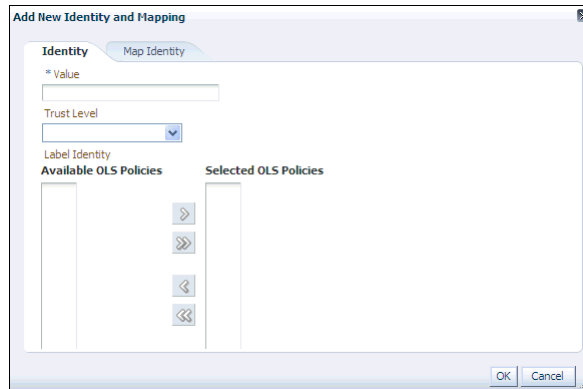 Add New Identity and Mapping
Identity Map Identity
* Value
Trust Level
Label Identity
Available OLS Policies Selected OLS Policies
OK Cancel